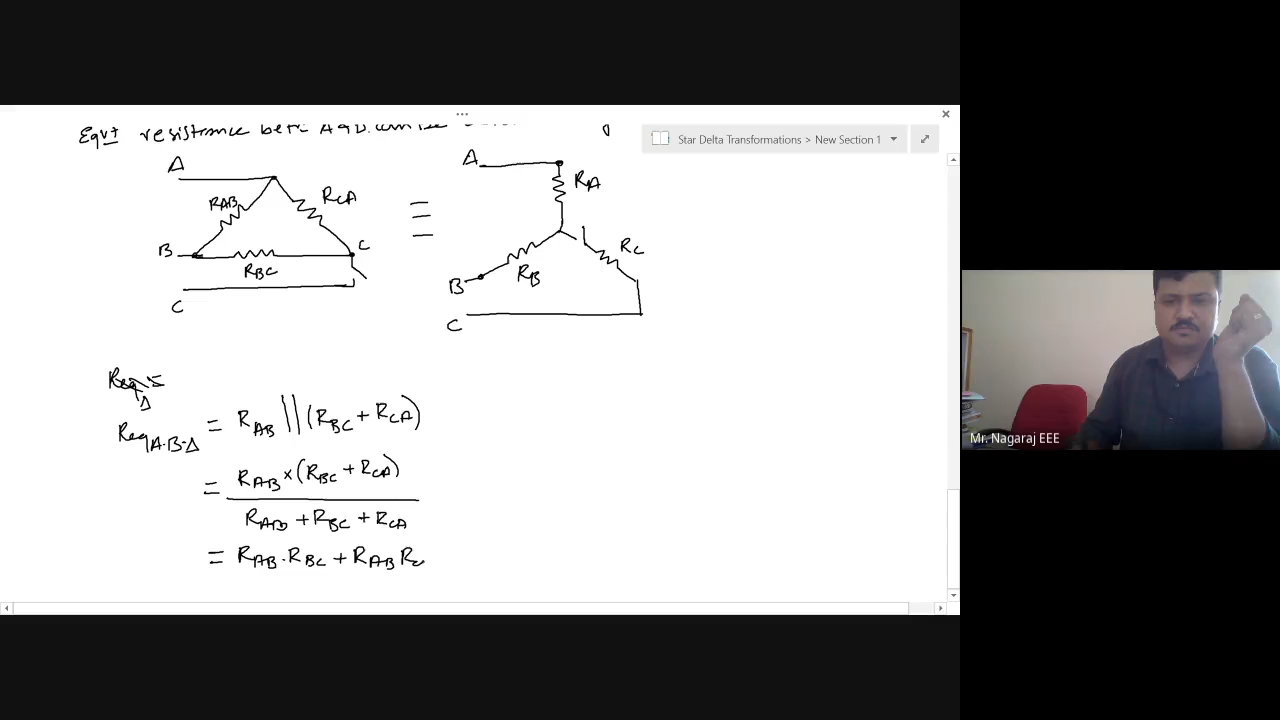 Eqvt resistance betn A & B
Star Delta Transformations > New Section 1
A
RAB
RCA
B
C
RBC
C
≡
A
RA
RB
RC
B
C
Req =
Δ
Req A-B-Δ = RAB || (RBC + RCA)
= RAB × (RBC + RCA)
RAB + RBC + RCA
= RAB . RBC + RAB RC
Mr. Nagaraj EEE